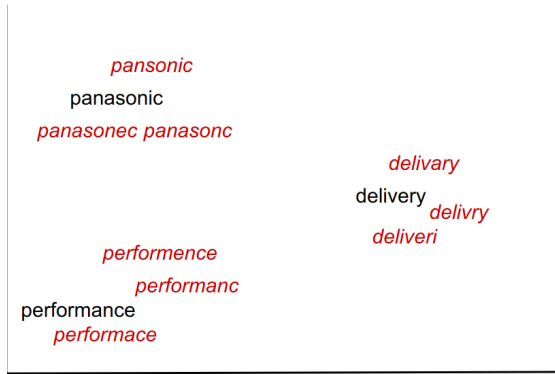 pansonic
panasonic
panasonec panasonc
delivary
delivery
delivry
deliveri
performence
performanc
performance
performace